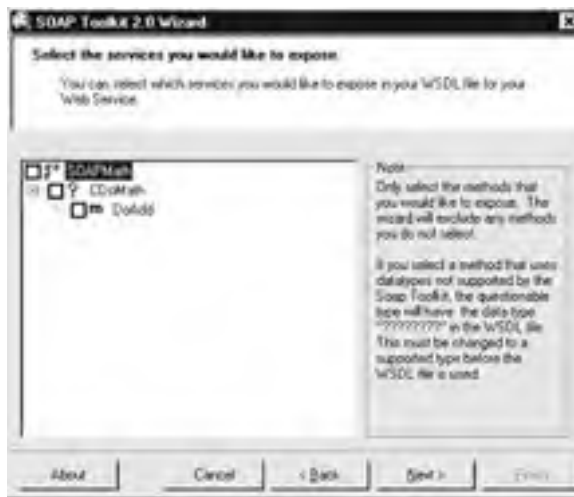 SOAP Toolkit 2.0 Wizard
Select the services you would like to expose.
You can select which services you would like to expose in your WSDL file for your
Web Service.
SOAPMath
CDoMath
DoAdd
Note
Only select the methods that
you would like to expose. The
wizard will exclude any methods
you do not select.
If you select a method that uses
datatypes not supported by the
Soap Toolkit, the questionable
type will have the data type
"????????" in the WSDL file.
This must be changed to a
supported type before the
WSDL file is used.
About
Cancel
< Back
Next >
Finish